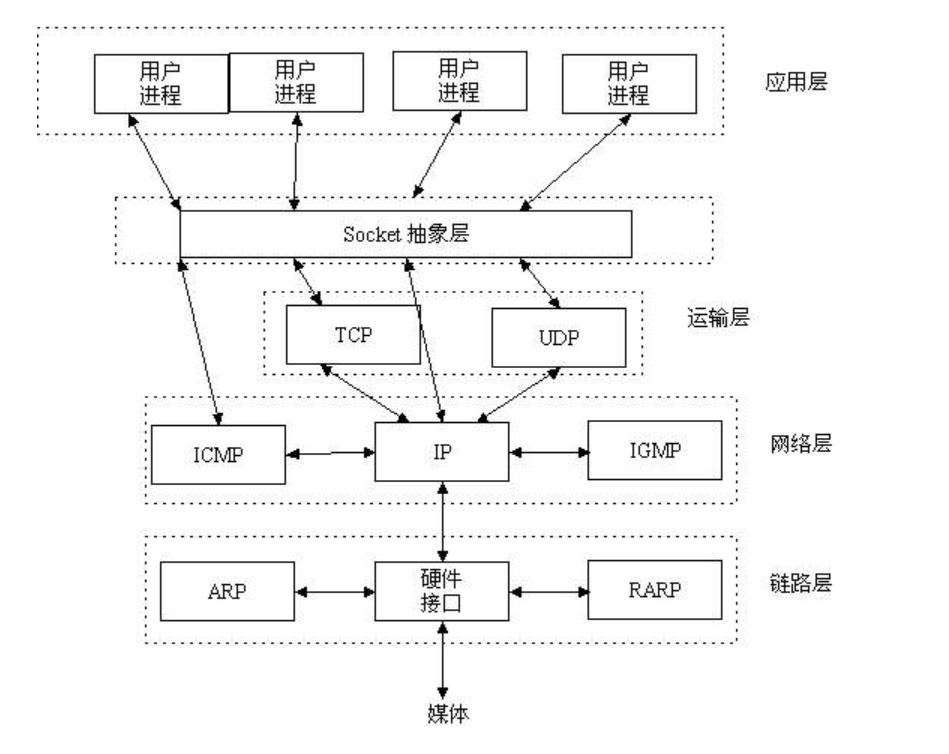 用户
进程
用户
进程
用户
进程
用户
进程
应用层
Socket 抽象层
TCP
UDP
运输层
ICMP
IP
IGMP
网络层
ARP
硬件
接口
RARP
链路层
媒体